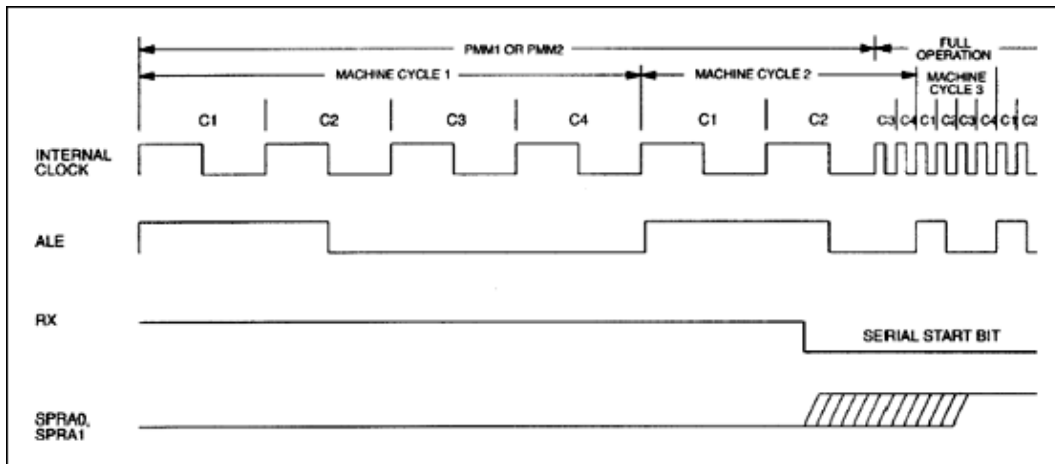 PMM1 OR PMM2
FULL
OPERATION
MACHINE CYCLE 1
MACHINE CYCLE 2
MACHINE
CYCLE 3
C1 C2 C3 C4 C1 C2 C3 C4 C1 C2 C3 C4 C1 C2
INTERNAL
CLOCK
ALE
RX
SERIAL START BIT
SPRA0,
SPRA1